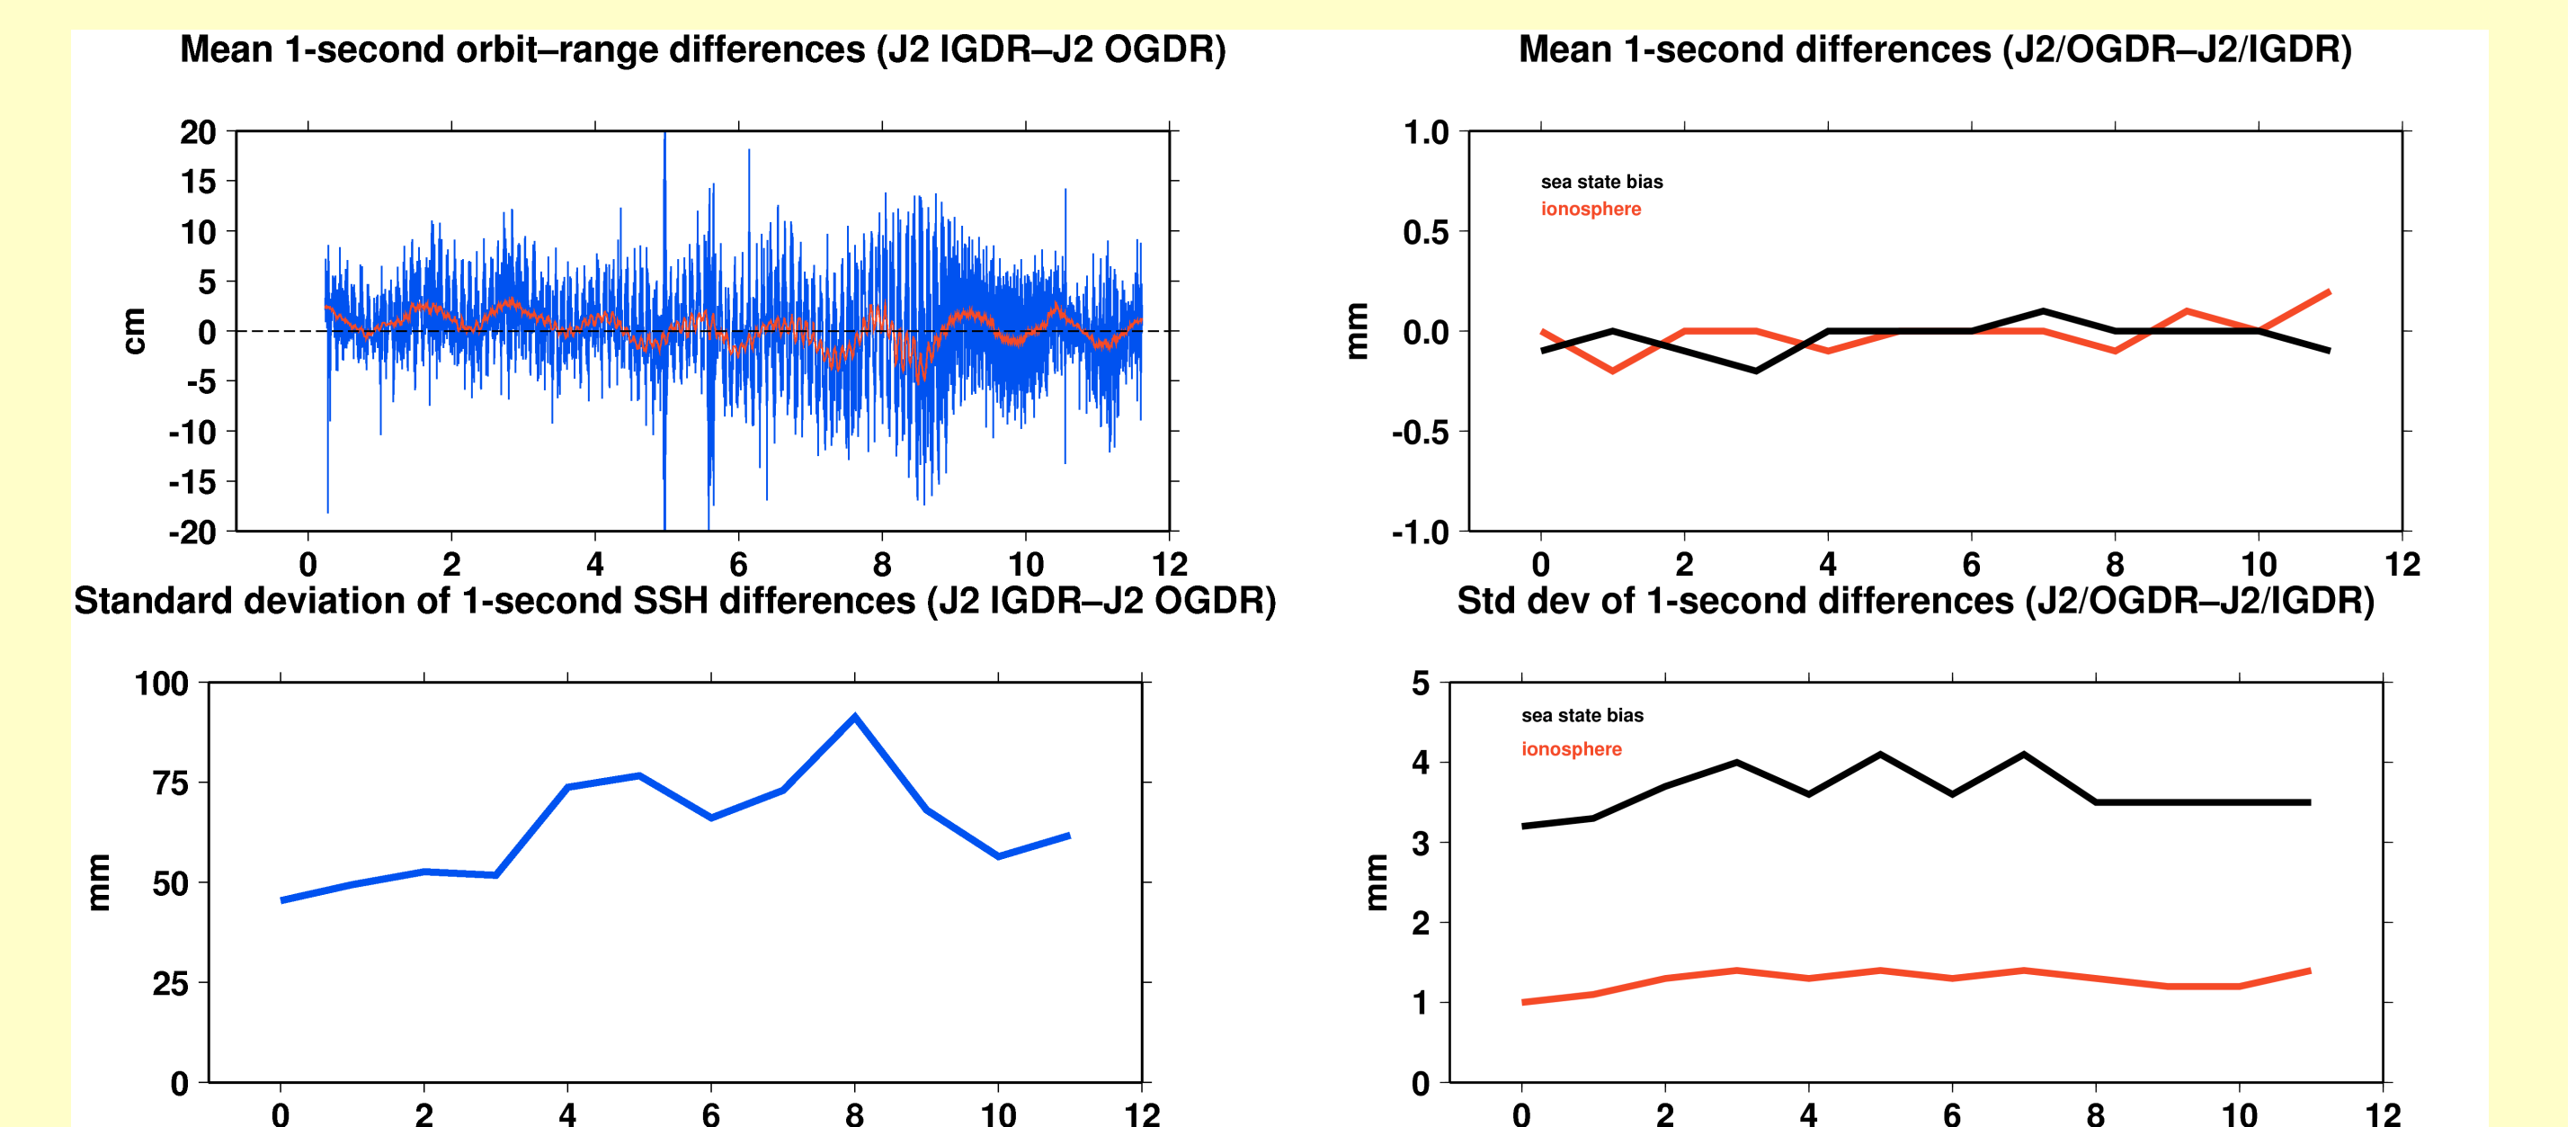 Mean 1-second orbit–range differences (J2 IGDR–J2 OGDR)
20
15
10
5
0
-5
-10
-15
-20
cm
0 2 4 6 8 10 12
Mean 1-second differences (J2/OGDR–J2/IGDR)
1.0
0.5
0.0
-0.5
-1.0
mm
sea state bias
ionosphere
0 2 4 6 8 10 12
Standard deviation of 1-second SSH differences (J2 IGDR–J2 OGDR)
100
75
50
25
0
mm
0 2 4 6 8 10 12
Std dev of 1-second differences (J2/OGDR–J2/IGDR)
5
4
3
2
1
0
mm
sea state bias
ionosphere
0 2 4 6 8 10 12